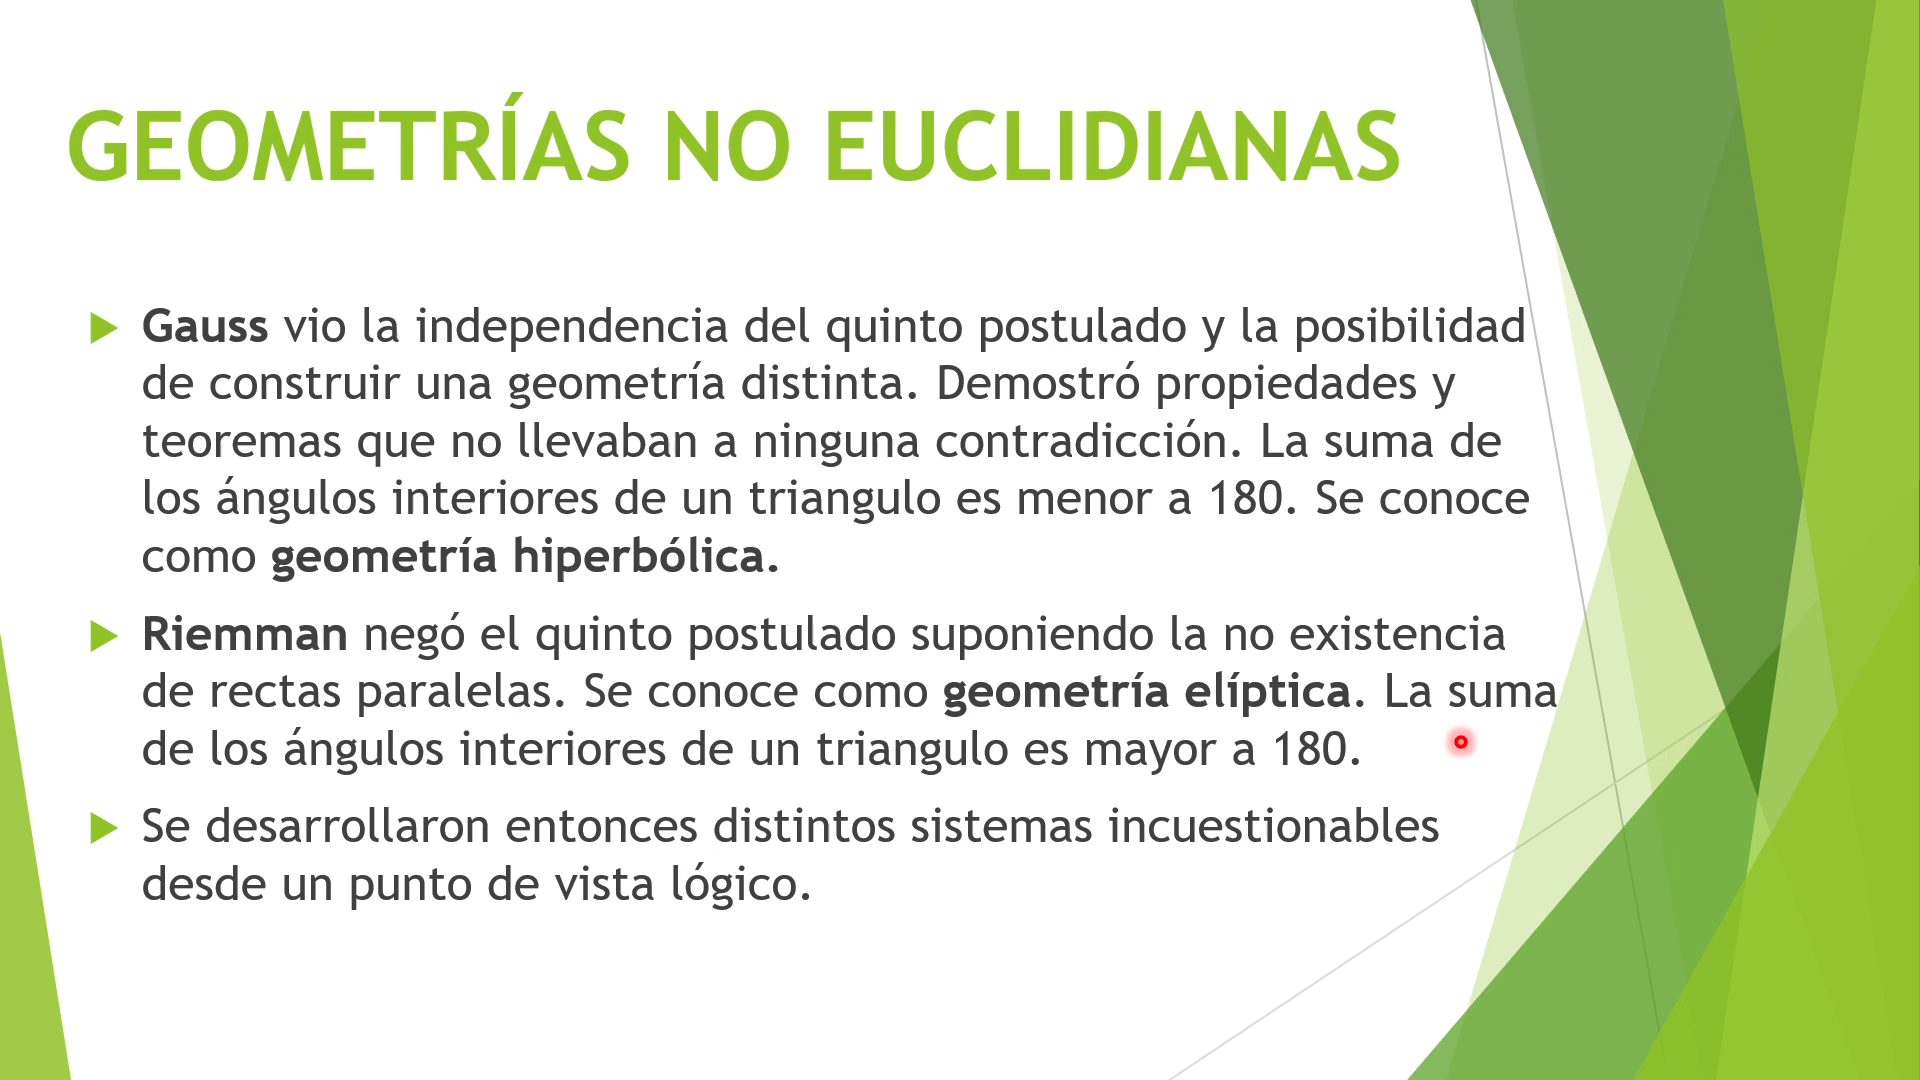 GEOMETRÍAS NO EUCLIDIANAS
Gauss vio la independencia del quinto postulado y la posibilidad
de construir una geometría distinta. Demostró propiedades y
teoremas que no llevaban a ninguna contradicción. La suma de
los ángulos interiores de un triangulo es menor a 180. Se conoce
como geometría hiperbólica.
Riemman negó el quinto postulado suponiendo la no existencia
de rectas paralelas. Se conoce como geometría elíptica. La suma
de los ángulos interiores de un triangulo es mayor a 180.
Se desarrollaron entonces distintos sistemas incuestionables
desde un punto de vista lógico.